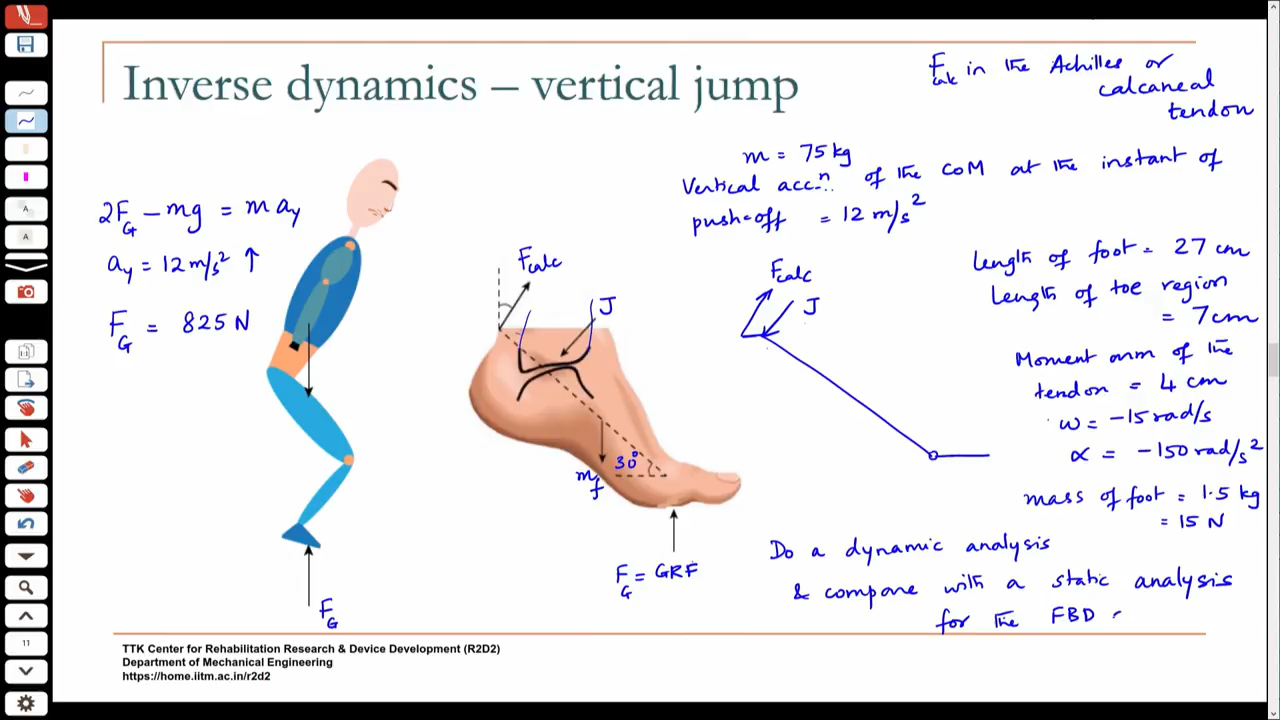 Inverse dynamics – vertical jump
F_calc in the Achilles or
calcaneal
tendon
m = 75 kg
Vertical accⁿ. of the COM at the instant of
push-off = 12 m/s²
2F_G - mg = m a_y
a_y = 12 m/s² ↑
F_G = 825 N
F_G
F_calc
J
30°
m_f
F_G = GRF
F_calc
J
length of foot = 27 cm
length of toe region
= 7 cm
Moment arm of the
tendon = 4 cm
ω = -15 rad/s
α = -150 rad/s²
mass of foot = 1.5 kg
= 15 N
Do a dynamic analysis
& compare with a static analysis
for the FBD
TTK Center for Rehabilitation Research & Device Development (R2D2)
Department of Mechanical Engineering
https://home.iitm.ac.in/r2d2
A
A
11